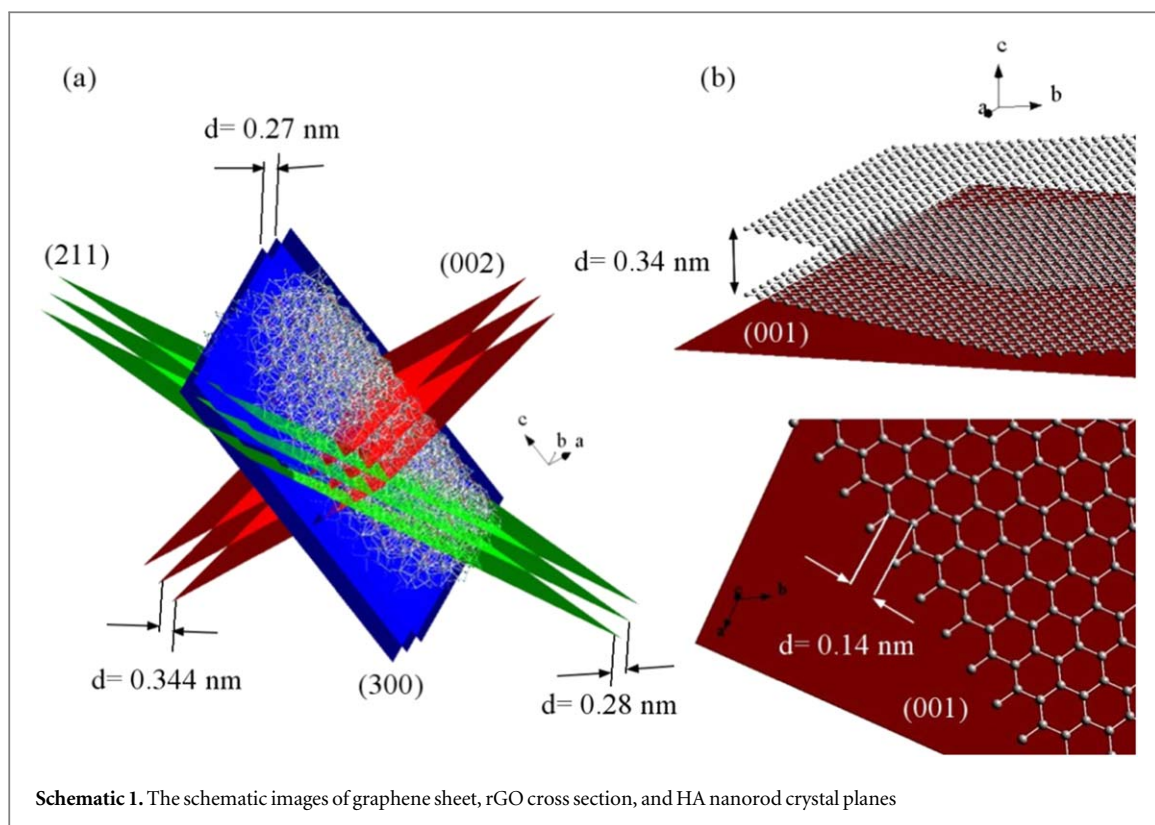 (a)
d= 0.27 nm
(211)
(002)
c
b a
d= 0.344 nm
(300)
d= 0.28 nm
(b)
c
a
b
d= 0.34 nm
(001)
c
b
a
d= 0.14 nm
(001)
Schematic 1. The schematic images of graphene sheet, rGO cross section, and HA nanorod crystal planes